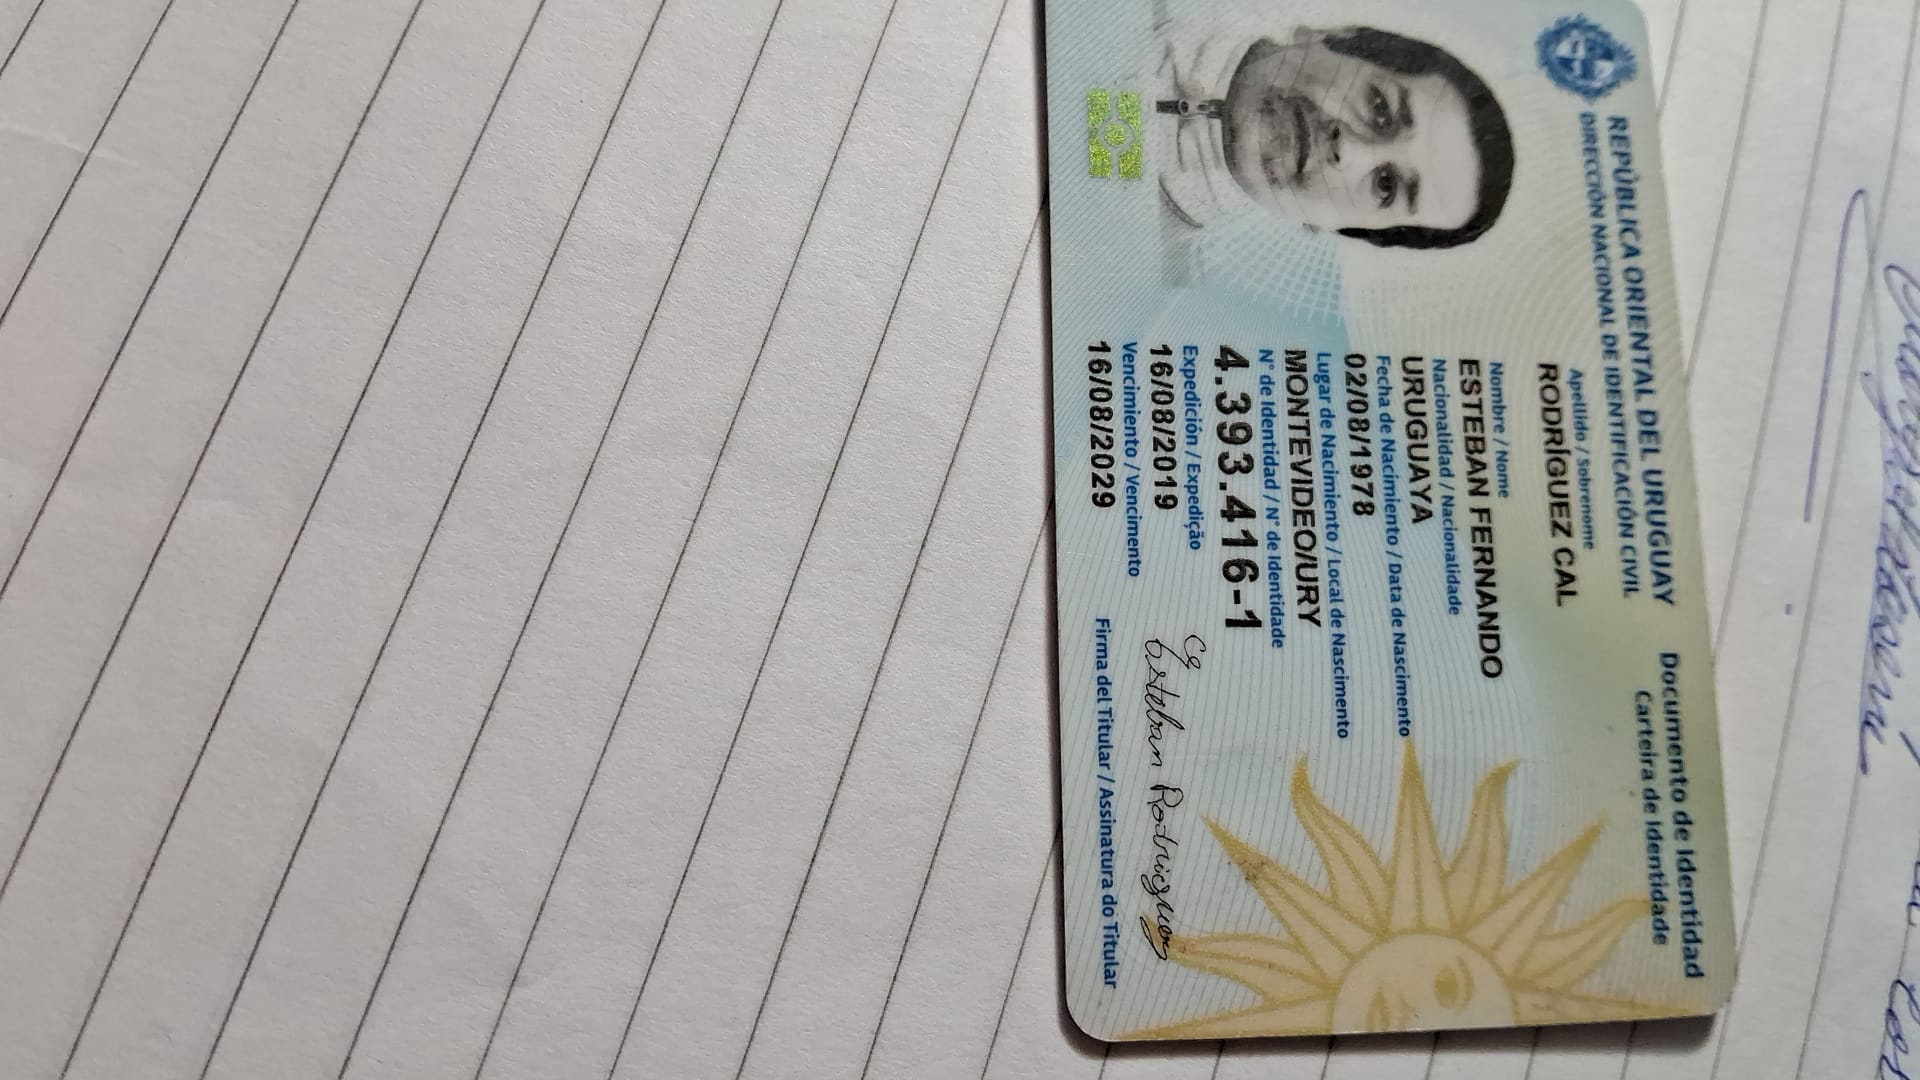 REPÚBLICA ORIENTAL DEL URUGUAY
DIRECCIÓN NACIONAL DE IDENTIFICACIÓN CIVIL
Documento de Identidad
Carteira de Identidade
Apellido / Sobrenome
RODRÍGUEZ CAL
Nombre / Nome
ESTEBAN FERNANDO
Nacionalidad / Nacionalidade
URUGUAYA
Fecha de Nacimiento / Data de Nascimento
02/08/1978
Lugar de Nacimiento / Local de Nascimento
MONTEVIDEO/URY
N° de Identidad / N° de Identidade
4.393.416-1
Expedición / Expedição
16/08/2019
Vencimiento / Vencimento
16/08/2029
Esteban Rodriguez
Firma del Titular / Assinatura do Titular